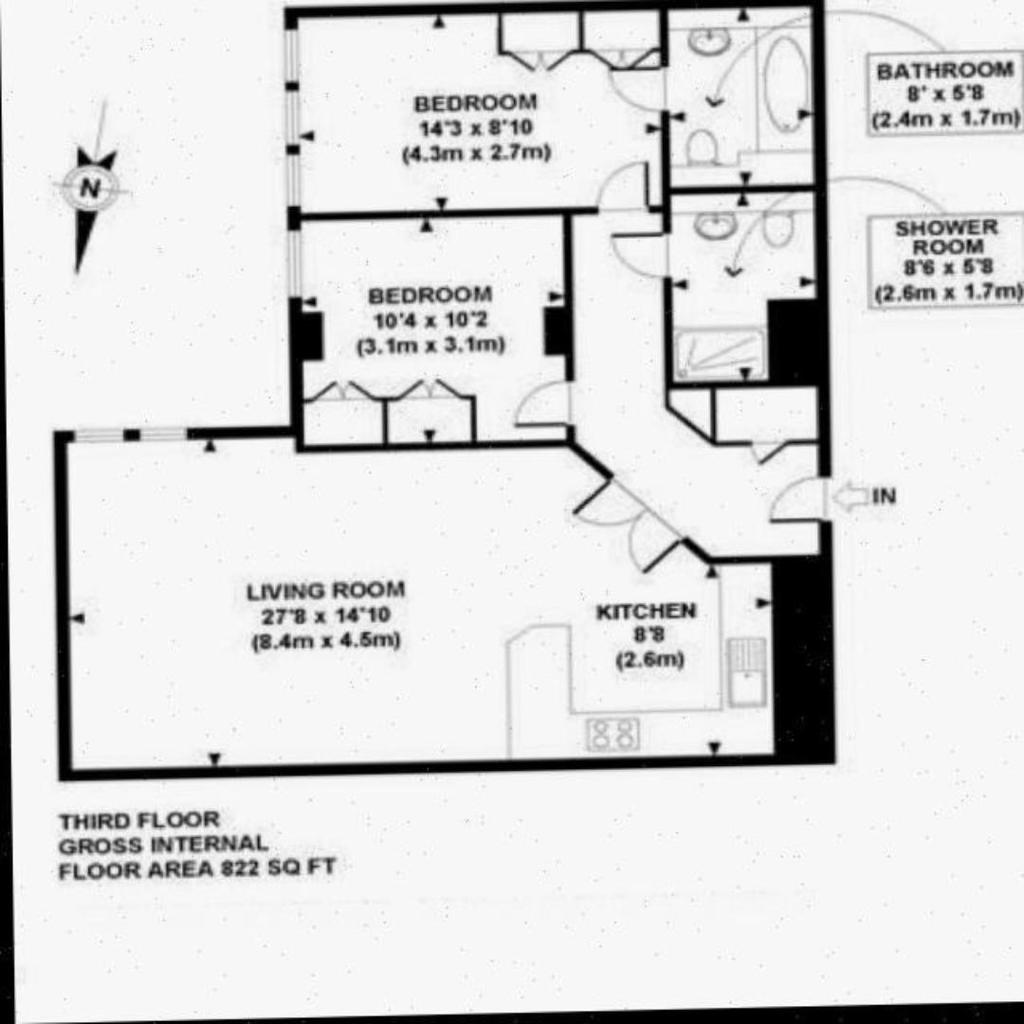 BEDROOM
14'3 x 8'10
(4.3m x 2.7m)
BATHROOM
8' x 5'8
(2.4m x 1.7m)
N
SHOWER
ROOM
8'6 x 5'8
(2.6m x 1.7m)
BEDROOM
10'4 x 10'2
(3.1m x 3.1m)
IN
LIVING ROOM
27'8 x 14'10
(8.4m x 4.5m)
KITCHEN
8'8
(2.6m)
THIRD FLOOR
GROSS INTERNAL
FLOOR AREA 822 SQ FT